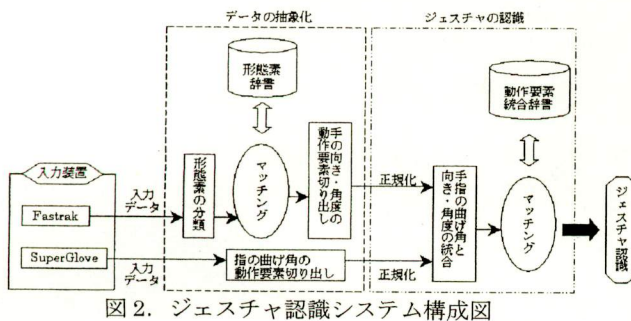 データの抽象化
ジェスチャの認識
形態素
辞書
動作要素
統合辞書
入力装置
Fastrak
SuperGlove
入力
データ
入力
データ
形態素の分類
マッチング
手の向き・角度の
動作要素切り出し
指の曲げ角の
動作要素切り出し
正規化
正規化
手指の曲げ角と
向き・角度の統合
マッチング
ジェスチャ認識
図2. ジェスチャ認識システム構成図